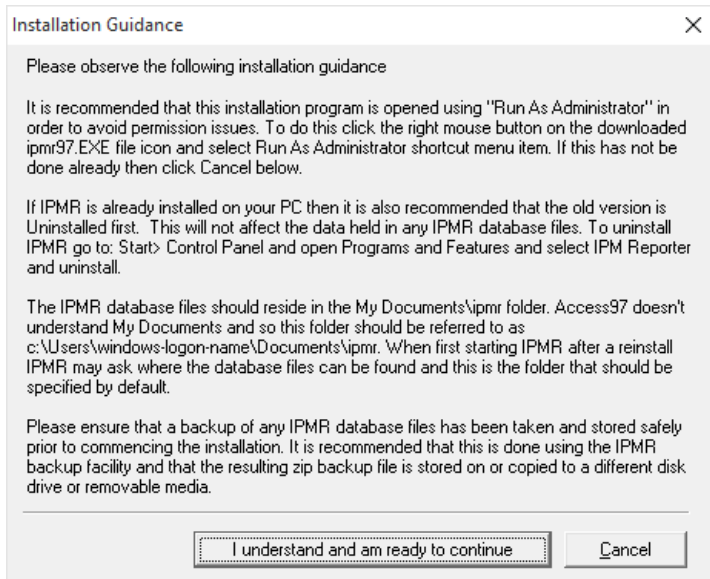 Installation Guidance
Please observe the following installation guidance
It is recommended that this installation program is opened using "Run As Administrator" in
order to avoid permission issues. To do this click the right mouse button on the downloaded
ipmr97.EXE file icon and select Run As Administrator shortcut menu item. If this has not be
done already then click Cancel below.
If IPMR is already installed on your PC then it is also recommended that the old version is
Uninstalled first.  This will not affect the data held in any IPMR database files. To uninstall
IPMR go to: Start> Control Panel and open Programs and Features and select IPM Reporter
and uninstall.
The IPMR database files should reside in the My Documents\ipmr folder. Access97 doesn't
understand My Documents and so this folder should be referred to as
c:\Users\windows-logon-name\Documents\ipmr. When first starting IPMR after a reinstall
IPMR may ask where the database files can be found and this is the folder that should be
specified by default.
Please ensure that a backup of any IPMR database files has been taken and stored safely
prior to commencing the installation. It is recommended that this is done using the IPMR
backup facility and that the resulting zip backup file is stored on or copied to a different disk
drive or removable media.
I understand and am ready to continue
Cancel